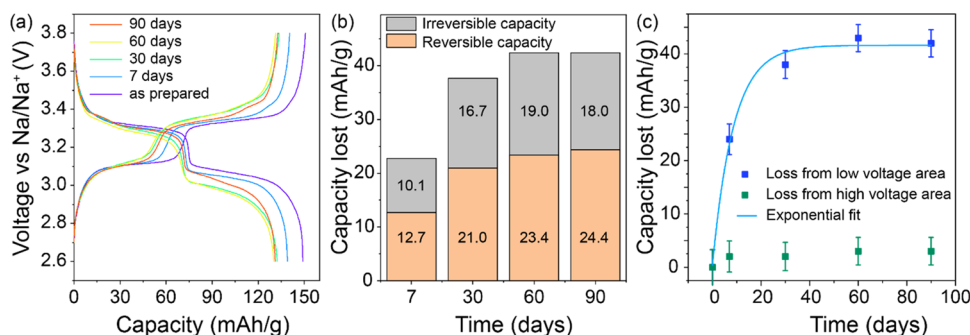 (a)
90 days
60 days
30 days
7 days
as prepared
Voltage vs Na/Na⁺ (V)
3.8
3.6
3.4
3.2
3.0
2.8
2.6
0 30 60 90 120 150
Capacity (mAh/g)
(b)
Irreversible capacity
Reversible capacity
Capacity lost (mAh/g)
40
30
20
10
0
10.1 16.7 19.0 18.0
12.7 21.0 23.4 24.4
7 30 60 90
Time (days)
(c)
Capacity lost (mAh/g)
60
40
20
0
Loss from low voltage area
Loss from high voltage area
Exponential fit
0 20 40 60 80 100
Time (days)